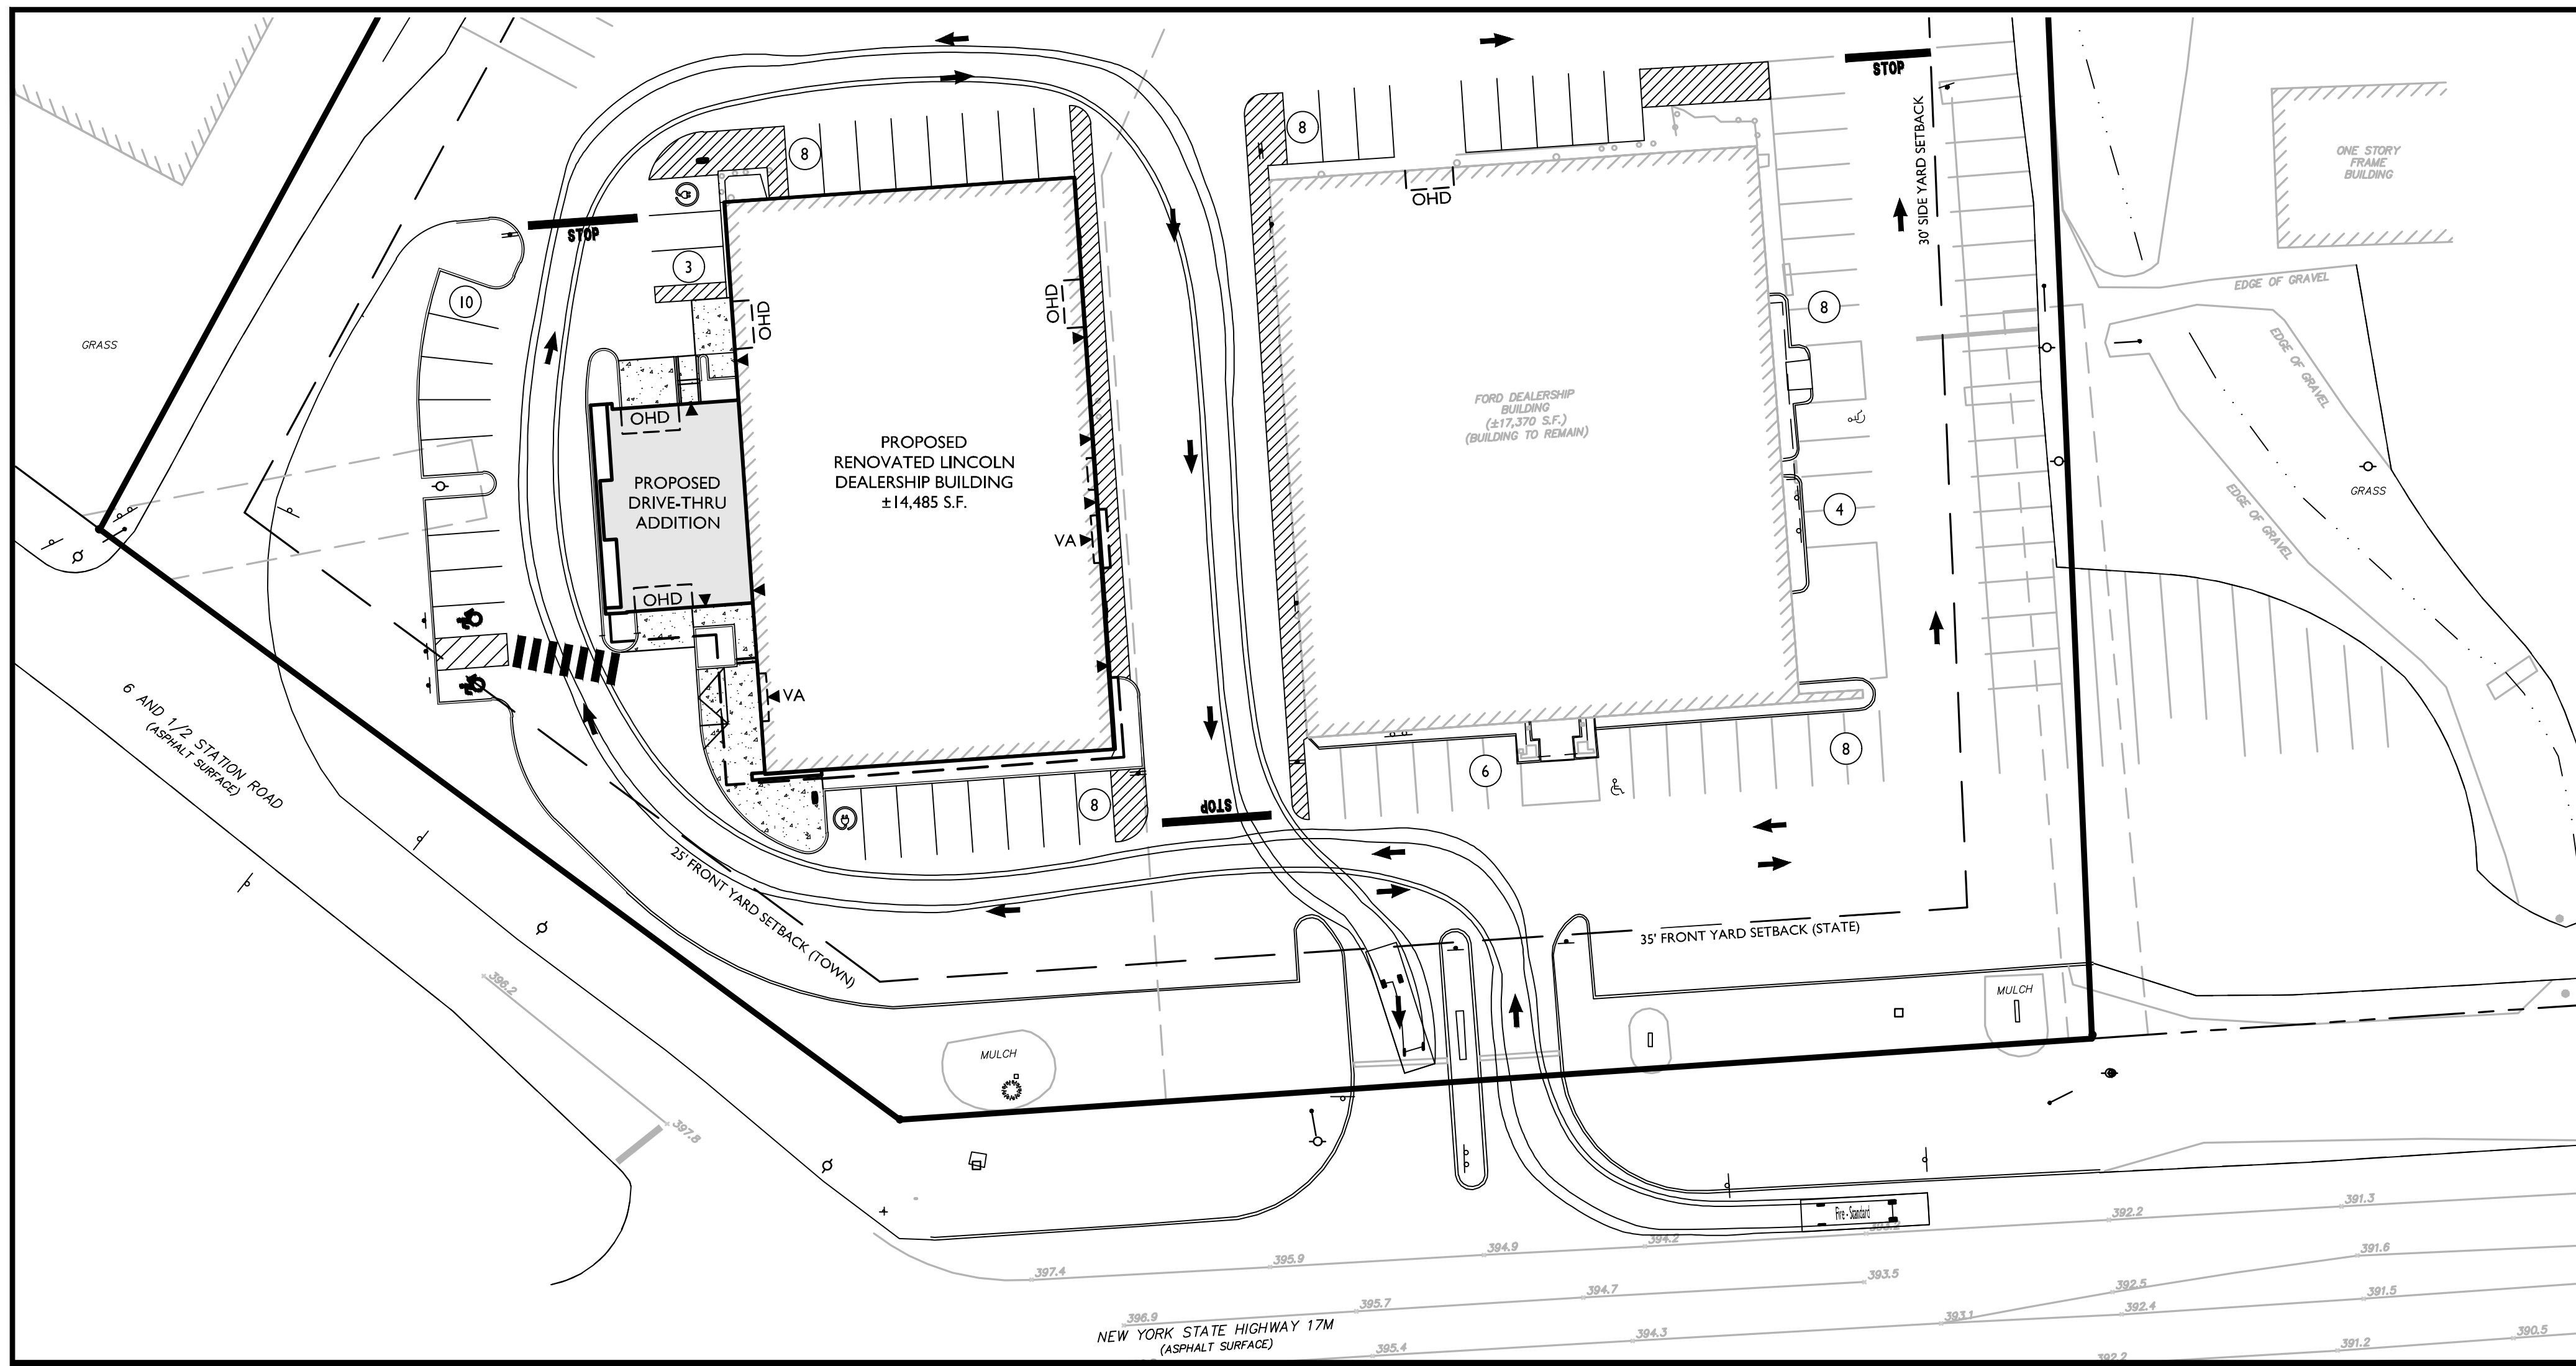 STOP
8
8
30' SIDE YARD SETBACK
ONE STORY
FRAME
BUILDING
OHD
STOP
3
10
OHD
OHD
EDGE OF GRAVEL
EDGE OF GRAVEL
EDGE OF GRAVEL
GRASS
GRASS
8
4
OHD
PROPOSED
DRIVE-THRU
ADDITION
OHD
PROPOSED
RENOVATED LINCOLN
DEALERSHIP BUILDING
±14,485 S.F.
VA
VA
FORD DEALERSHIP
BUILDING
(±17,370 S.F.)
(BUILDING TO REMAIN)
6 AND 1/2 STATION ROAD
(ASPHALT SURFACE)
8
STOP
6
8
25' FRONT YARD SETBACK (TOWN)
35' FRONT YARD SETBACK (STATE)
MULCH
MULCH
396.2
397.8
Fire - Standard
397.4
395.9
394.9
394.2
393.2
392.2
391.3
396.9
395.7
394.7
393.5
392.5
391.6
395.4
394.3
393.1
392.4
391.5
392.2
391.2
390.5
NEW YORK STATE HIGHWAY 17M
(ASPHALT SURFACE)